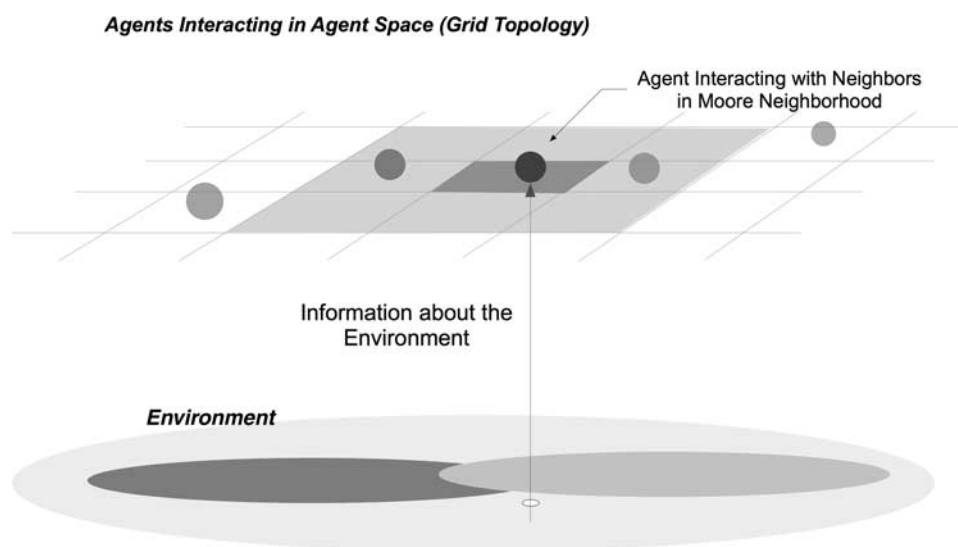 Agents Interacting in Agent Space (Grid Topology)
Agent Interacting with Neighbors
in Moore Neighborhood
Information about the
Environment
Environment